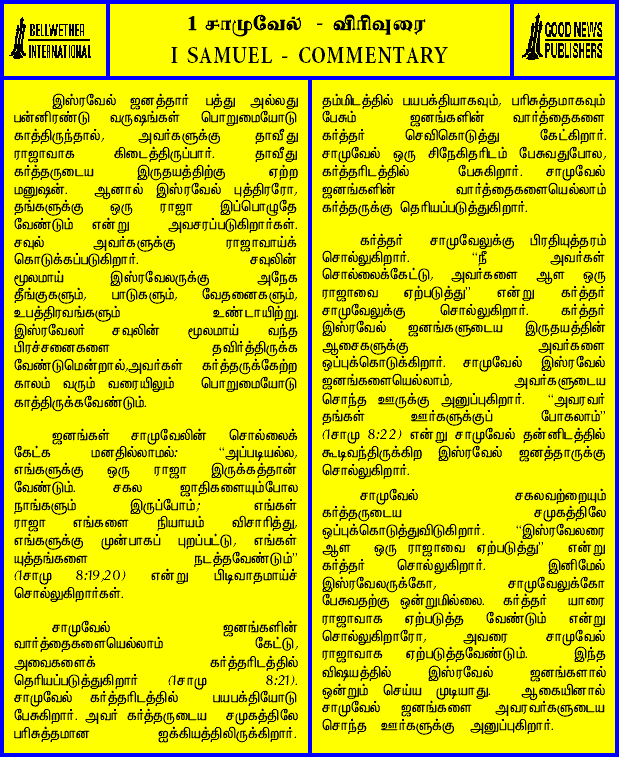 BELLWETHER
INTERNATIONAL
1 சாமுவேல் - விரிவுரை
I SAMUEL - COMMENTARY
GOOD NEWS
PUBLISHERS
இஸ்ரவேல் ஜனத்தார் பத்து அல்லது
பன்னிரண்டு வருஷங்கள் பொறுமையோடு
காத்திருந்தால், அவர்களுக்கு தாவீது
ராஜாவாக கிடைத்திருப்பார். தாவீது
கர்த்தருடைய இருதயத்திற்கு ஏற்ற
மனுஷன். ஆனால் இஸ்ரவேல் புத்திரரோ,
தங்களுக்கு ஒரு ராஜா இப்பொழுதே
வேண்டும் என்று அவசரப்படுகிறார்கள்.
சவுல் அவர்களுக்கு ராஜாவாய்க்
கொடுக்கப்படுகிறார். சவுலின்
மூலமாய் இஸ்ரவேலருக்கு அநேக
தீங்குகளும், பாடுகளும், வேதனைகளும்,
உபத்திரவங்களும் உண்டாயிற்று.
இஸ்ரவேலர் சவுலின் மூலமாய் வந்த
பிரச்சனைகளை தவிர்த்திருக்க
வேண்டுமென்றால்,அவர்கள் கர்த்தருக்கேற்ற
காலம் வரும் வரையிலும் பொறுமையோடு
காத்திருக்கவேண்டும்.
ஜனங்கள் சாமுவேலின் சொல்லைக்
கேட்க மனதில்லாமல்: "அப்படியல்ல,
எங்களுக்கு ஒரு ராஜா இருக்கத்தான்
வேண்டும். சகல ஜாதிகளையும்போல
நாங்களும் இருப்போம்; எங்கள்
ராஜா எங்களை நியாயம் விசாரித்து,
எங்களுக்கு முன்பாகப் புறப்பட்டு, எங்கள்
யுத்தங்களை நடத்தவேண்டும்"
(1சாமு 8:19,20) என்று பிடிவாதமாய்ச்
சொல்லுகிறார்கள்.
சாமுவேல் ஜனங்களின்
வார்த்தைகளையெல்லாம் கேட்டு,
அவைகளைக் கர்த்தரிடத்தில்
தெரியப்படுத்துகிறார் (1சாமு 8:21).
சாமுவேல் கர்த்தரிடத்தில் பயபக்தியோடு
பேசுகிறார். அவர் கர்த்தருடைய சமுகத்திலே
பரிசுத்தமான ஐக்கியத்திலிருக்கிறார்.
தம்மிடத்தில் பயபக்தியாகவும், பரிசுத்தமாகவும்
பேசும் ஜனங்களின் வார்த்தைகளை
கர்த்தர் செவிகொடுத்து கேட்கிறார்.
சாமுவேல் ஒரு சிநேகிதரிடம் பேசுவதுபோல,
கர்த்தரிடத்தில் பேசுகிறார். சாமுவேல்
ஜனங்களின் வார்த்தைகளையெல்லாம்
கர்த்தருக்கு தெரியப்படுத்துகிறார்.
கர்த்தர் சாமுவேலுக்கு பிரதியுத்தரம்
சொல்லுகிறார். "நீ அவர்கள்
சொல்லைக்கேட்டு, அவர்களை ஆள ஒரு
ராஜாவை ஏற்படுத்து" என்று கர்த்தர்
சாமுவேலுக்கு சொல்லுகிறார். கர்த்தர்
இஸ்ரவேல் ஜனங்களுடைய இருதயத்தின்
ஆசைகளுக்கு அவர்களை
ஒப்புக்கொடுக்கிறார். சாமுவேல் இஸ்ரவேல்
ஜனங்களையெல்லாம், அவர்களுடைய
சொந்த ஊருக்கு அனுப்புகிறார். "அவரவர்
தங்கள் ஊர்களுக்குப் போகலாம்"
(1சாமு 8:22) என்று சாமுவேல் தன்னிடத்தில்
கூடிவந்திருக்கிற இஸ்ரவேல் ஜனத்தாருக்கு
சொல்லுகிறார்.
சாமுவேல் சகலவற்றையும்
கர்த்தருடைய சமுகத்திலே
ஒப்புக்கொடுத்துவிடுகிறார். "இஸ்ரவேலரை
ஆள ஒரு ராஜாவை ஏற்படுத்து" என்று
கர்த்தர் சொல்லுகிறார். இனிமேல்
இஸ்ரவேலருக்கோ, சாமுவேலுக்கோ
பேசுவதற்கு ஒன்றுமில்லை. கர்த்தர் யாரை
ராஜாவாக ஏற்படுத்த வேண்டும் என்று
சொல்லுகிறாரோ, அவரை சாமுவேல்
ராஜாவாக ஏற்படுத்தவேண்டும். இந்த
விஷயத்தில் இஸ்ரவேல் ஜனங்களால்
ஒன்றும் செய்ய முடியாது. ஆகையினால்
சாமுவேல் ஜனங்களை அவரவர்களுடைய
சொந்த ஊர்களுக்கு அனுப்புகிறார்.